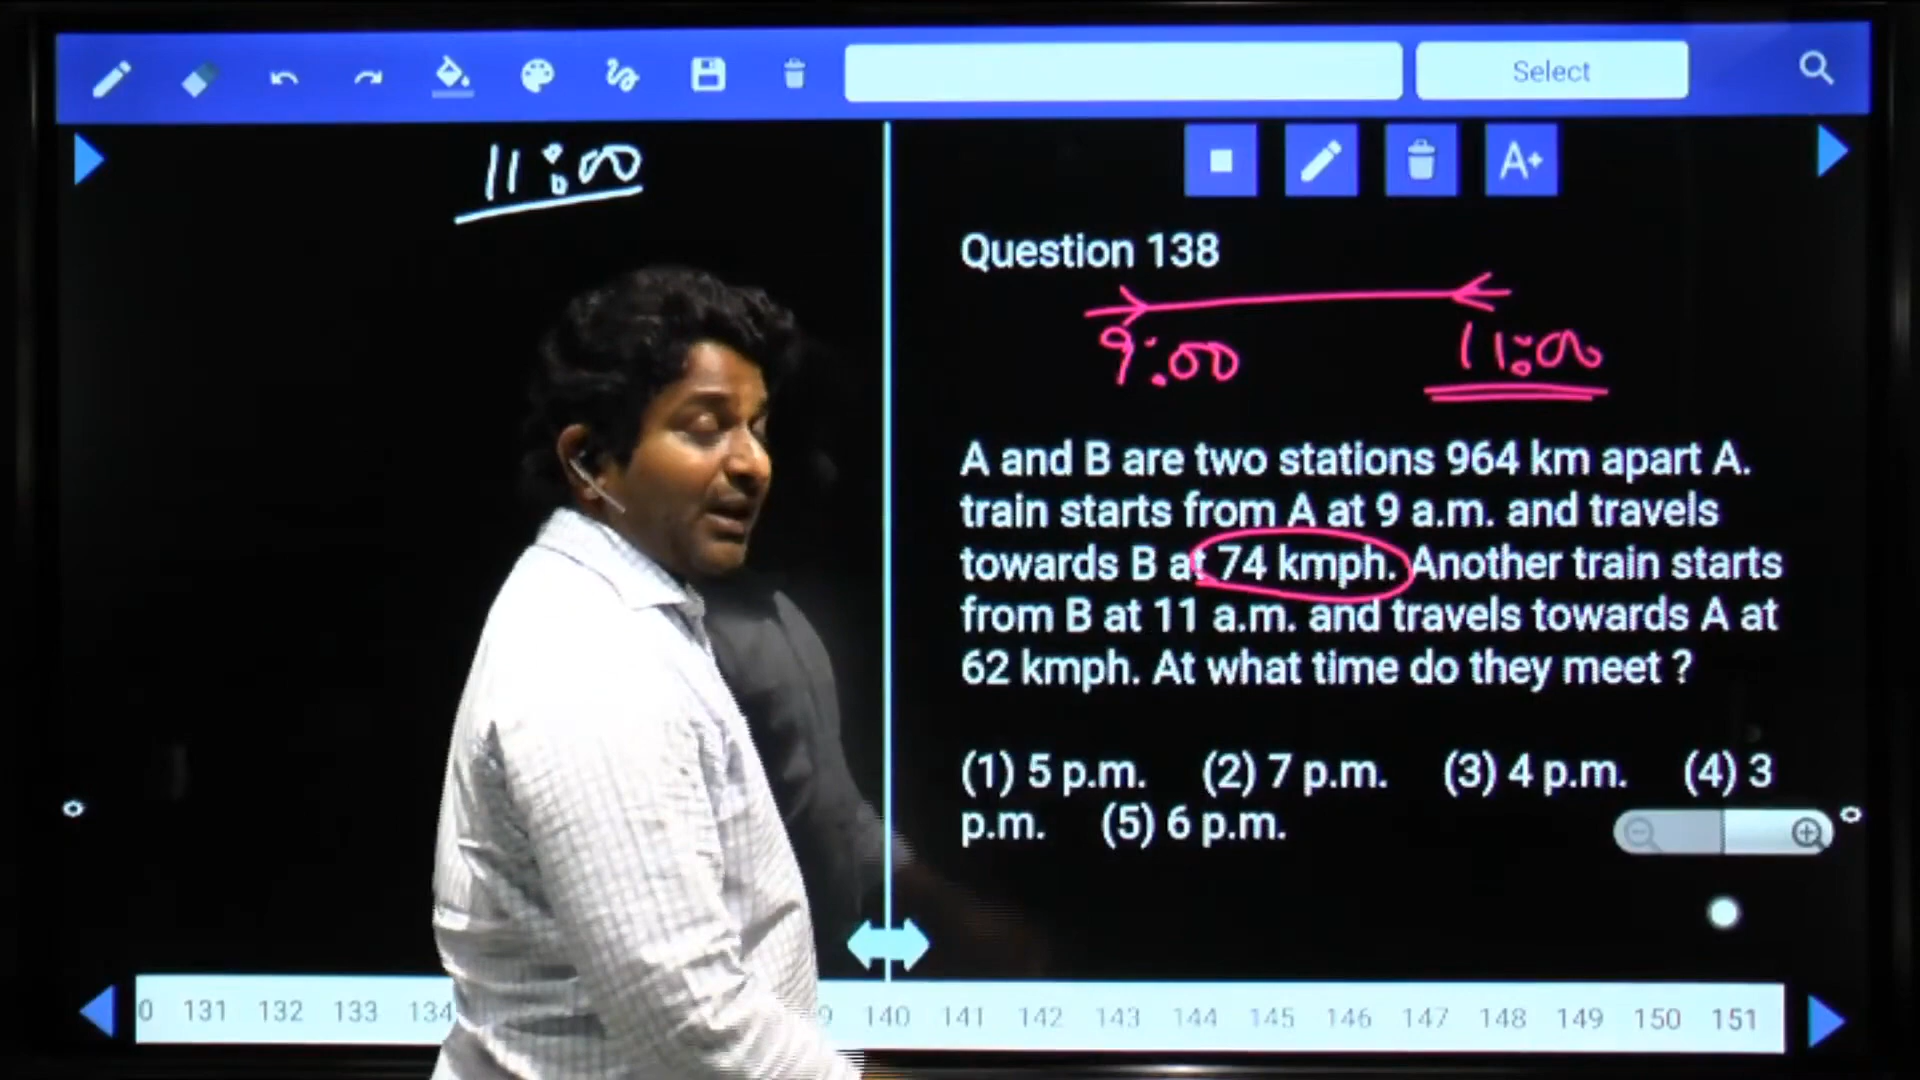 Select
11:00
A+
Question 138
9:00
11:00
A and B are two stations 964 km apart A.
train starts from A at 9 a.m. and travels
towards B at 74 kmph. Another train starts
from B at 11 a.m. and travels towards A at
62 kmph. At what time do they meet ?
(1) 5 p.m. (2) 7 p.m. (3) 4 p.m. (4) 3
p.m. (5) 6 p.m.
0 131 132 133 134 9 140 141 142 143 144 145 146 147 148 149 150 151